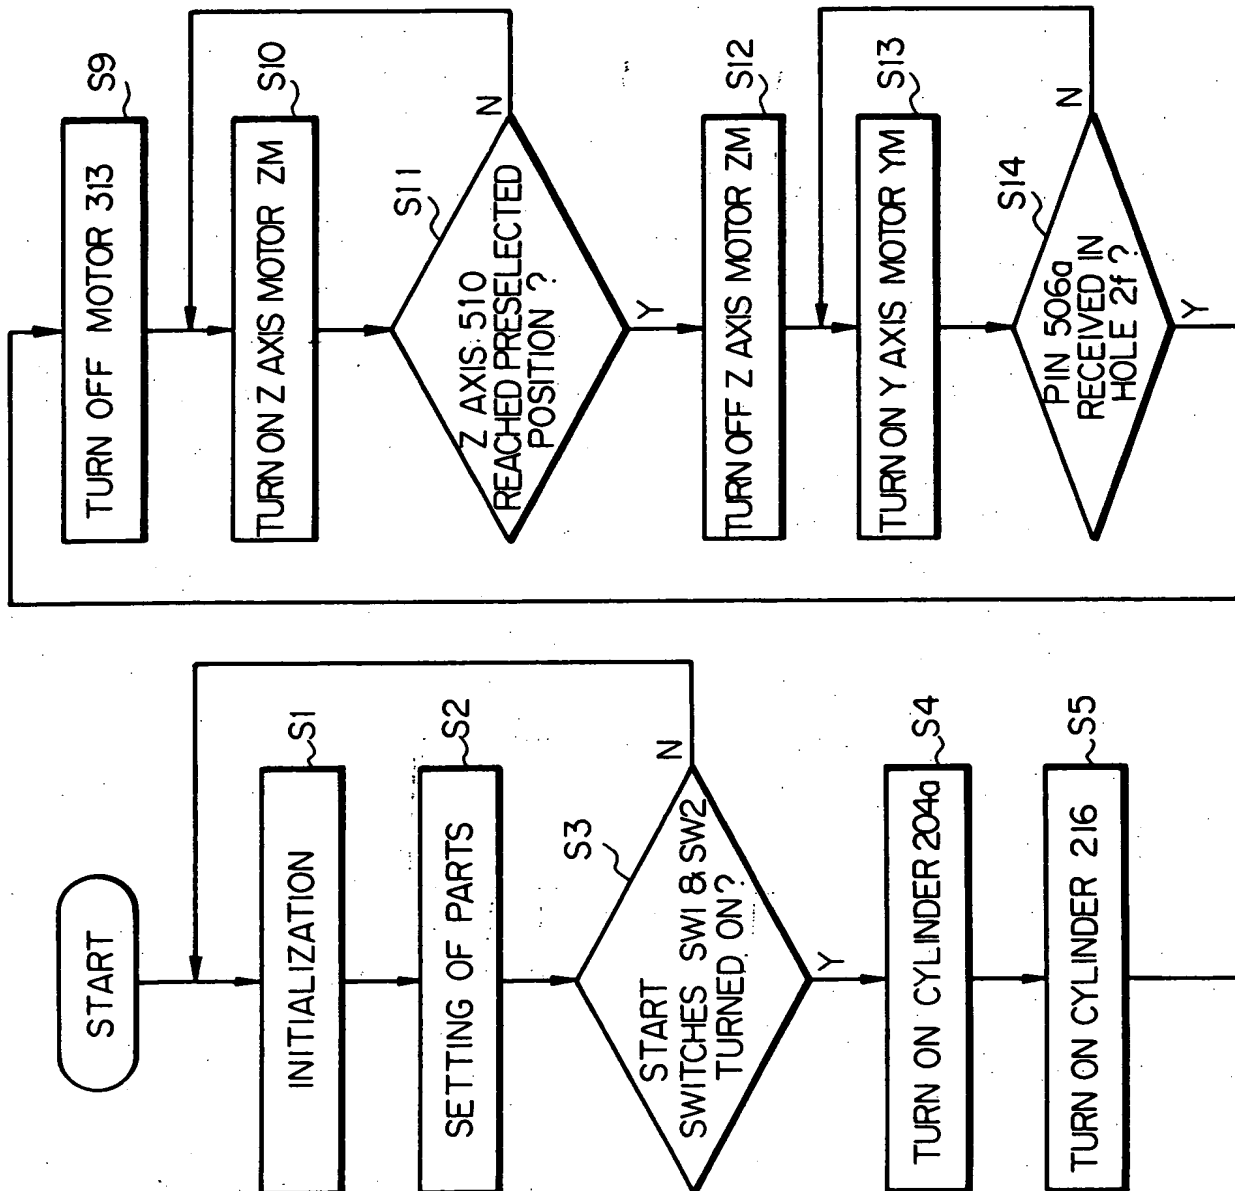 START
INITIALIZATION
S1
SETTING OF PARTS
S2
START
SWITCHES SW1 & SW2
TURNED ON?
S3
N
Y
TURN ON CYLINDER 204a
S4
TURN ON CYLINDER 216
S5
TURN OFF MOTOR 313
S9
TURN ON Z AXIS MOTOR ZM
S10
Z AXIS 510
REACHED PRESELECTED
POSITION ?
S11
N
Y
TURN OFF Z AXIS MOTOR ZM
S12
TURN ON Y AXIS MOTOR YM
S13
PIN 506a
RECEIVED IN
HOLE 2f ?
S14
N
Y